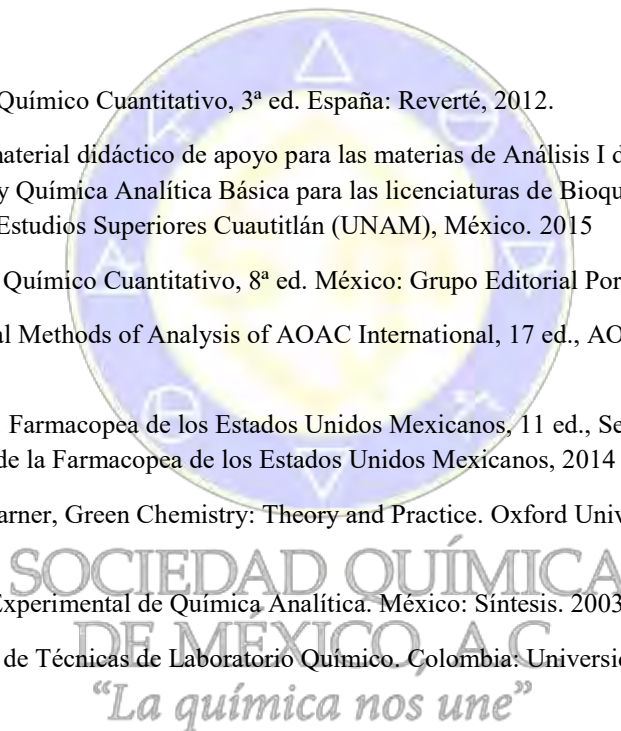 Químico Cuantitativo, 3ª ed. España: Reverté, 2012.
material didáctico de apoyo para las materias de Análisis I d
y Química Analítica Básica para las licenciaturas de Bioqu
Estudios Superiores Cuautitlán (UNAM), México. 2015
Químico Cuantitativo, 8ª ed. México: Grupo Editorial Por
al Methods of Analysis of AOAC International, 17 ed., AO
Farmacopea de los Estados Unidos Mexicanos, 11 ed., Se
de la Farmacopea de los Estados Unidos Mexicanos, 2014
arner, Green Chemistry: Theory and Practice. Oxford Univ
SOCIEDAD QUÍMICA
Experimental de Química Analítica. México: Síntesis. 2003
DE MÉXICO, A.C.
de Técnicas de Laboratorio Químico. Colombia: Universid
“La química nos une”